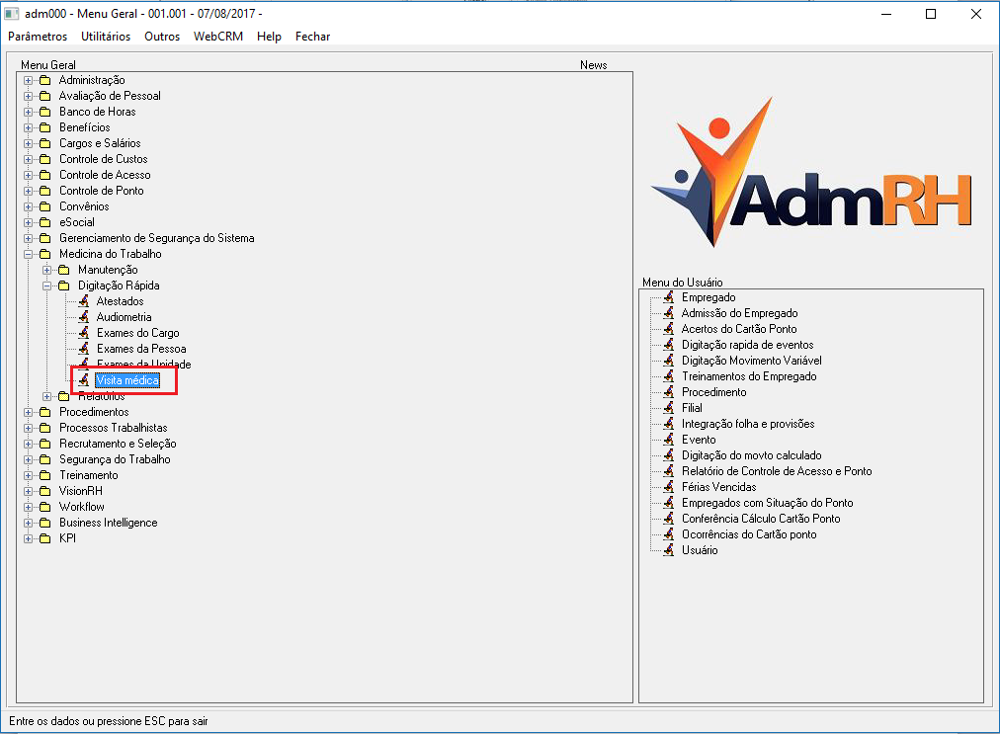 adm000 - Menu Geral - 001.001 - 07/08/2017 -
Parâmetros Utilitários Outros WebCRM Help Fechar
Menu Geral
News
Administração
Avaliação de Pessoal
Banco de Horas
Benefícios
Cargos e Salários
Controle de Custos
Controle de Acesso
Controle de Ponto
Convênios
eSocial
Gerenciamento de Segurança do Sistema
Medicina do Trabalho
Manutenção
Digitação Rápida
Atestados
Audiometria
Exames do Cargo
Exames da Pessoa
Exames da Unidade
Visita médica
Relatórios
Procedimentos
Processos Trabalhistas
Recrutamento e Seleção
Segurança do Trabalho
Treinamento
VisionRH
Workflow
Business Intelligence
KPI
AdmRH
Menu do Usuário
Empregado
Admissão do Empregado
Acertos do Cartão Ponto
Digitação rapida de eventos
Digitação Movimento Variável
Treinamentos do Empregado
Procedimento
Filial
Integração folha e provisões
Evento
Digitação do movto calculado
Relatório de Controle de Acesso e Ponto
Férias Vencidas
Empregados com Situação do Ponto
Conferência Cálculo Cartão Ponto
Ocorrências do Cartão ponto
Usuário
Entre os dados ou pressione ESC para sair